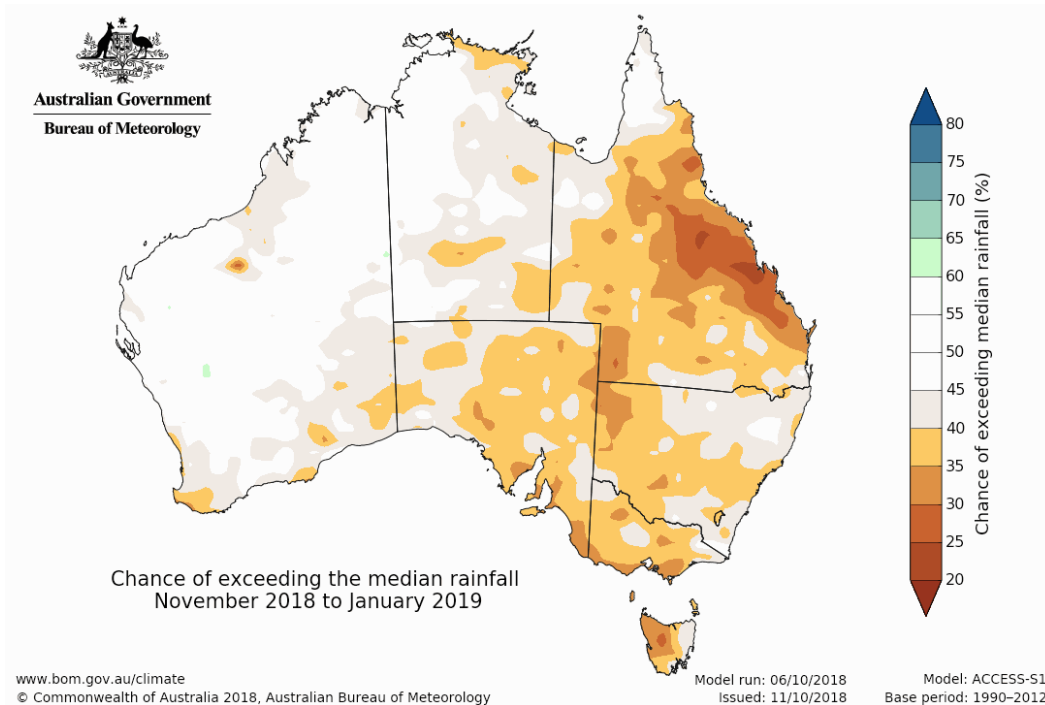 Australian Government
Bureau of Meteorology
80
75
70
65
60
55
50
45
40
35
30
25
20
Chance of exceeding median rainfall (%)
Chance of exceeding the median rainfall
November 2018 to January 2019
www.bom.gov.au/climate
© Commonwealth of Australia 2018, Australian Bureau of Meteorology
Model run: 06/10/2018
Issued: 11/10/2018
Model: ACCESS-S1
Base period: 1990–2012